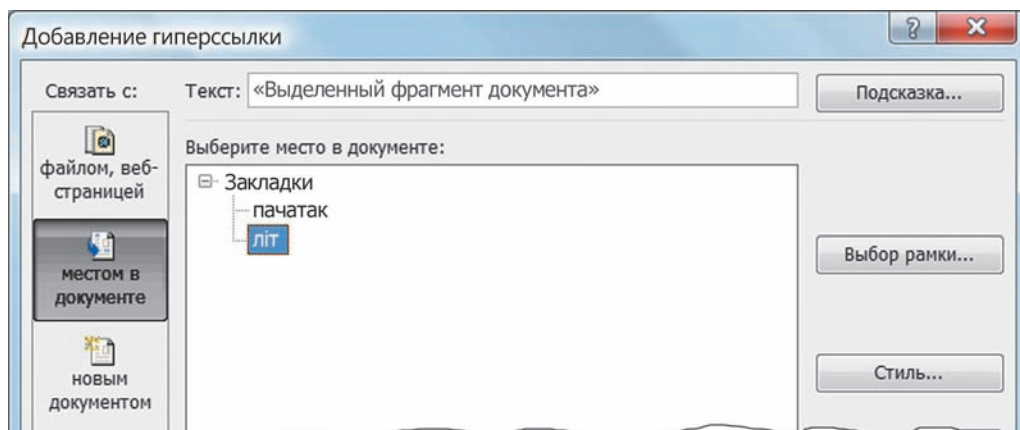 Добавление гиперссылки
Связать с:
Текст: «Выделенный фрагмент документа»
Подсказка...
файлом, веб-
страницей
Выберите место в документе:
Закладки
пачатак
літ
местом в
документе
Выбор рамки...
новым
документом
Стиль...